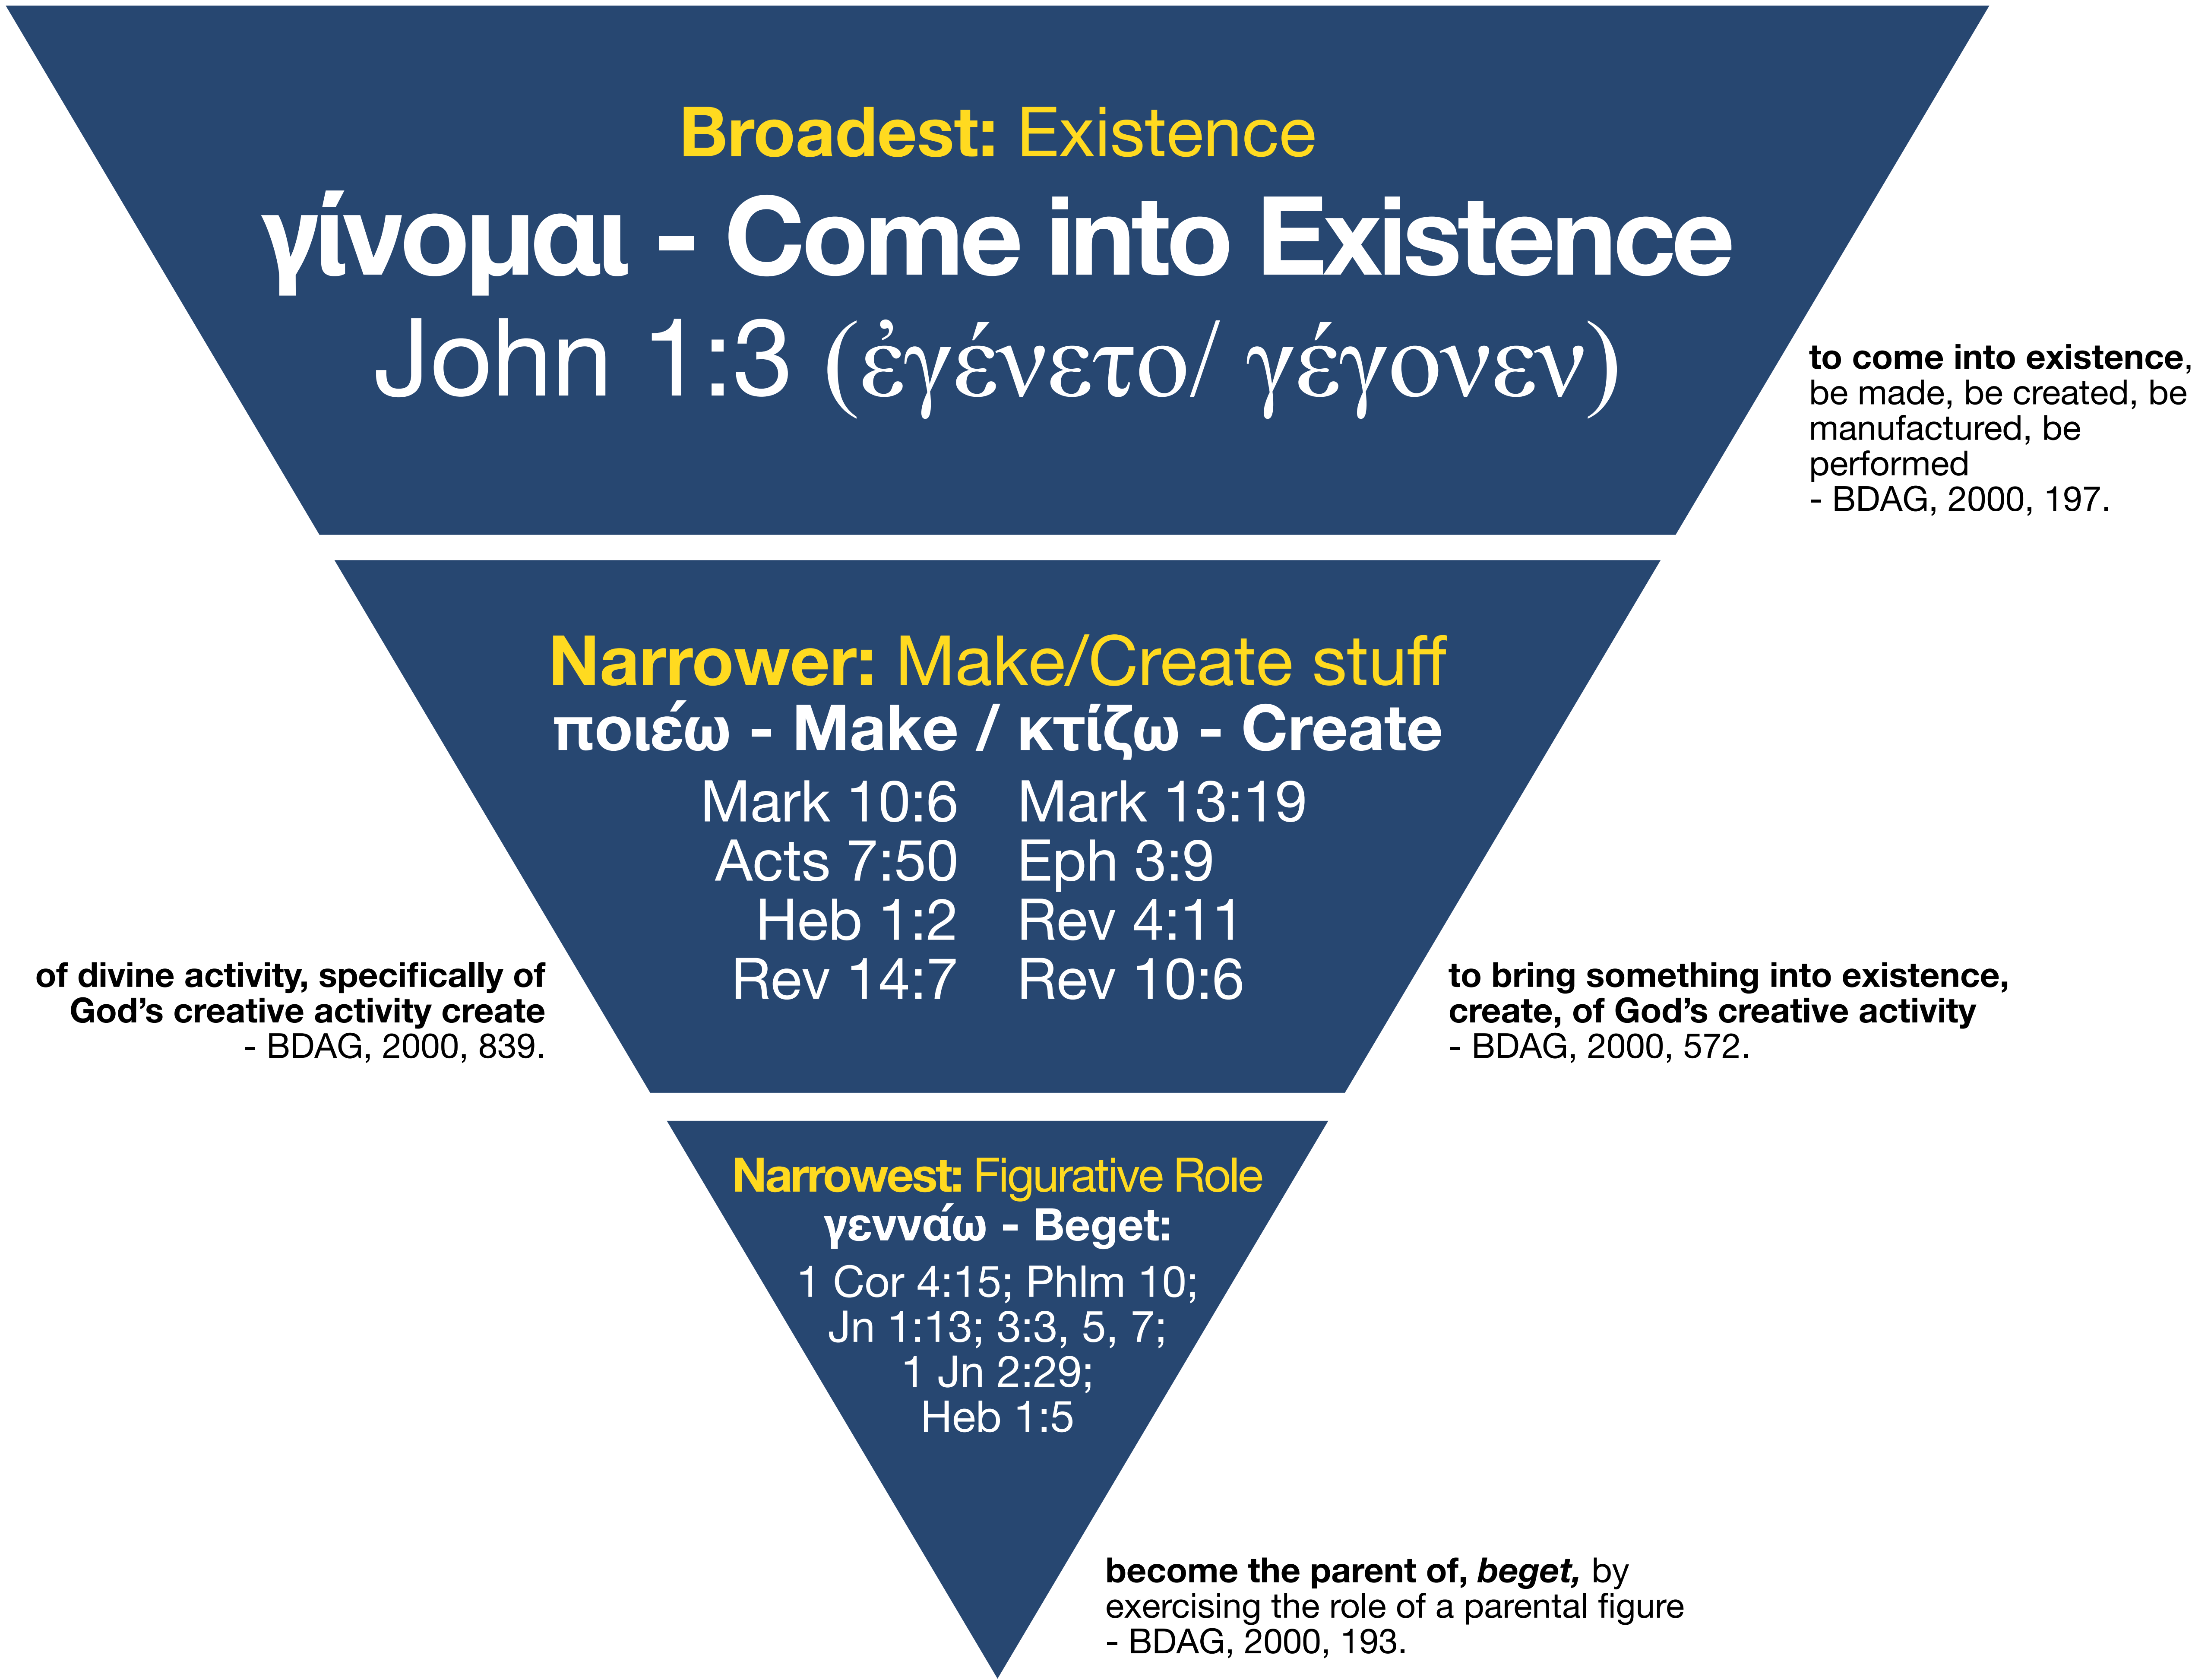 Broadest: Existence
γίνομαι - Come into Existence
John 1:3 (ἐγένετο/ γέγονεν)
to come into existence,
be made, be created, be
manufactured, be
performed
- BDAG, 2000, 197.
Narrower: Make/Create stuff
ποιέω - Make / κτίζω - Create
Mark 10:6 Mark 13:19
Acts 7:50 Eph 3:9
Heb 1:2 Rev 4:11
Rev 14:7 Rev 10:6
of divine activity, specifically of
God’s creative activity create
- BDAG, 2000, 839.
to bring something into existence,
create, of God’s creative activity
- BDAG, 2000, 572.
Narrowest: Figurative Role
γεννάω - Beget:
1 Cor 4:15; Phlm 10;
Jn 1:13; 3:3, 5, 7;
1 Jn 2:29;
Heb 1:5
become the parent of, beget, by
exercising the role of a parental figure
- BDAG, 2000, 193.